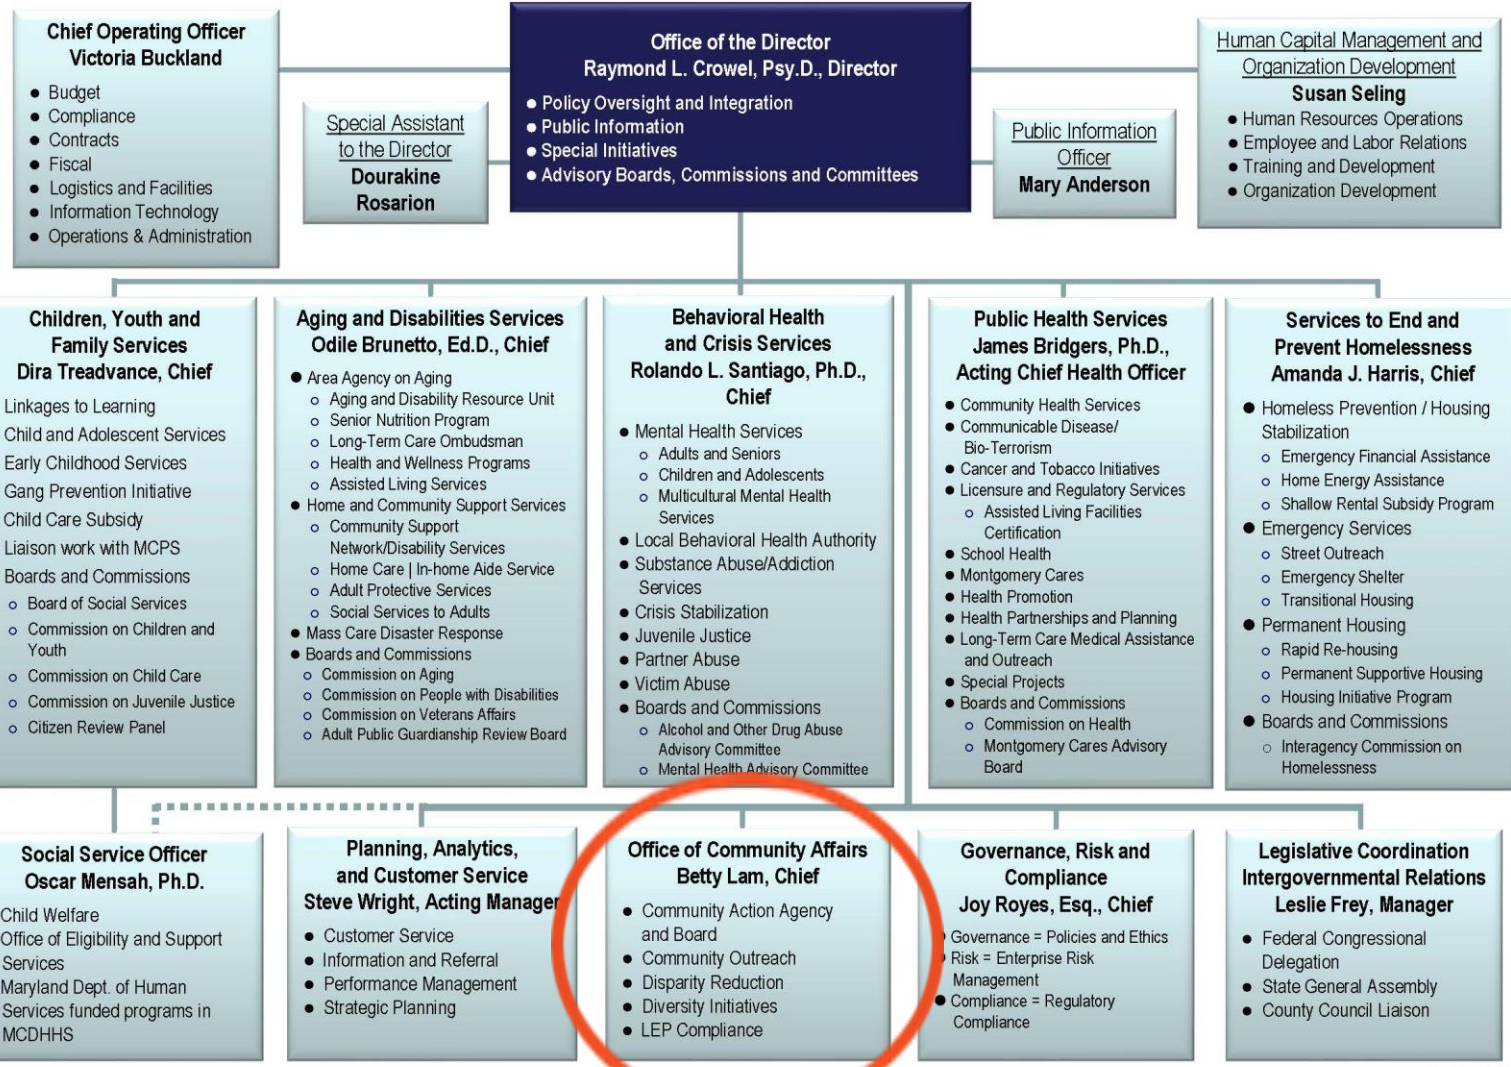 Chief Operating Officer
Victoria Buckland
● Budget
● Compliance
● Contracts
● Fiscal
● Logistics and Facilities
● Information Technology
● Operations & Administration
Special Assistant
to the Director
Dourakine
Rosarion
Office of the Director
Raymond L. Crowel, Psy.D., Director
● Policy Oversight and Integration
● Public Information
● Special Initiatives
● Advisory Boards, Commissions and Committees
Public Information
Officer
Mary Anderson
Human Capital Management and
Organization Development
Susan Seling
● Human Resources Operations
● Employee and Labor Relations
● Training and Development
● Organization Development
Children, Youth and
Family Services
Dira Treadvance, Chief
Linkages to Learning
Child and Adolescent Services
Early Childhood Services
Gang Prevention Initiative
Child Care Subsidy
Liaison work with MCPS
Boards and Commissions
○ Board of Social Services
○ Commission on Children and
Youth
○ Commission on Child Care
○ Commission on Juvenile Justice
○ Citizen Review Panel
Aging and Disabilities Services
Odile Brunetto, Ed.D., Chief
● Area Agency on Aging
○ Aging and Disability Resource Unit
○ Senior Nutrition Program
○ Long-Term Care Ombudsman
○ Health and Wellness Programs
○ Assisted Living Services
● Home and Community Support Services
○ Community Support
Network/Disability Services
○ Home Care | In-home Aide Service
○ Adult Protective Services
○ Social Services to Adults
● Mass Care Disaster Response
● Boards and Commissions
○ Commission on Aging
○ Commission on People with Disabilities
○ Commission on Veterans Affairs
○ Adult Public Guardianship Review Board
Behavioral Health
and Crisis Services
Rolando L. Santiago, Ph.D.,
Chief
● Mental Health Services
○ Adults and Seniors
○ Children and Adolescents
○ Multicultural Mental Health
Services
● Local Behavioral Health Authority
● Substance Abuse/Addiction
Services
● Crisis Stabilization
● Juvenile Justice
● Partner Abuse
● Victim Abuse
● Boards and Commissions
○ Alcohol and Other Drug Abuse
Advisory Committee
○ Mental Health Advisory Committee
Public Health Services
James Bridgers, Ph.D.,
Acting Chief Health Officer
● Community Health Services
● Communicable Disease/
Bio-Terrorism
● Cancer and Tobacco Initiatives
● Licensure and Regulatory Services
○ Assisted Living Facilities
Certification
● School Health
● Montgomery Cares
● Health Promotion
● Health Partnerships and Planning
● Long-Term Care Medical Assistance
and Outreach
● Special Projects
● Boards and Commissions
○ Commission on Health
○ Montgomery Cares Advisory
Board
Services to End and
Prevent Homelessness
Amanda J. Harris, Chief
● Homeless Prevention / Housing
Stabilization
○ Emergency Financial Assistance
○ Home Energy Assistance
○ Shallow Rental Subsidy Program
● Emergency Services
○ Street Outreach
○ Emergency Shelter
○ Transitional Housing
● Permanent Housing
○ Rapid Re-housing
○ Permanent Supportive Housing
○ Housing Initiative Program
● Boards and Commissions
○ Interagency Commission on
Homelessness
Social Service Officer
Oscar Mensah, Ph.D.
Child Welfare
Office of Eligibility and Support
Services
Maryland Dept. of Human
Services funded programs in
MCDHHS
Planning, Analytics,
and Customer Service
Steve Wright, Acting Manager
● Customer Service
● Information and Referral
● Performance Management
● Strategic Planning
Office of Community Affairs
Betty Lam, Chief
● Community Action Agency
and Board
● Community Outreach
● Disparity Reduction
● Diversity Initiatives
● LEP Compliance
Governance, Risk and
Compliance
Joy Royes, Esq., Chief
● Governance = Policies and Ethics
● Risk = Enterprise Risk
Management
● Compliance = Regulatory
Compliance
Legislative Coordination
Intergovernmental Relations
Leslie Frey, Manager
● Federal Congressional
Delegation
● State General Assembly
● County Council Liaison